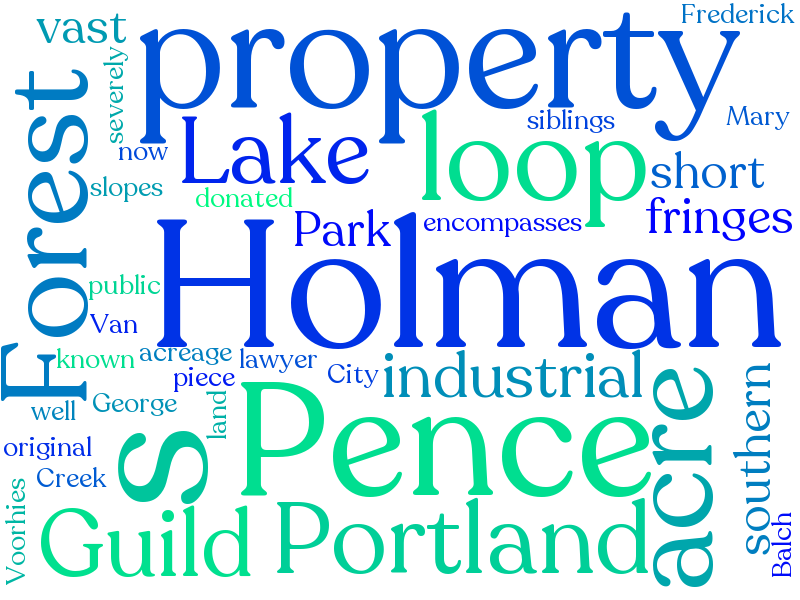 Frederick
vast
property
severely
siblings
Mary
now
Lake
loop
short
slopes
donated
Forest
Park
encompasses
fringes
Holman
public
Van
known
acreage
lawyer
piece
City
industrial
well
George
land
s
Pence
acre
southern
original
Creek
Voorhies
Guild
Portland
Balch